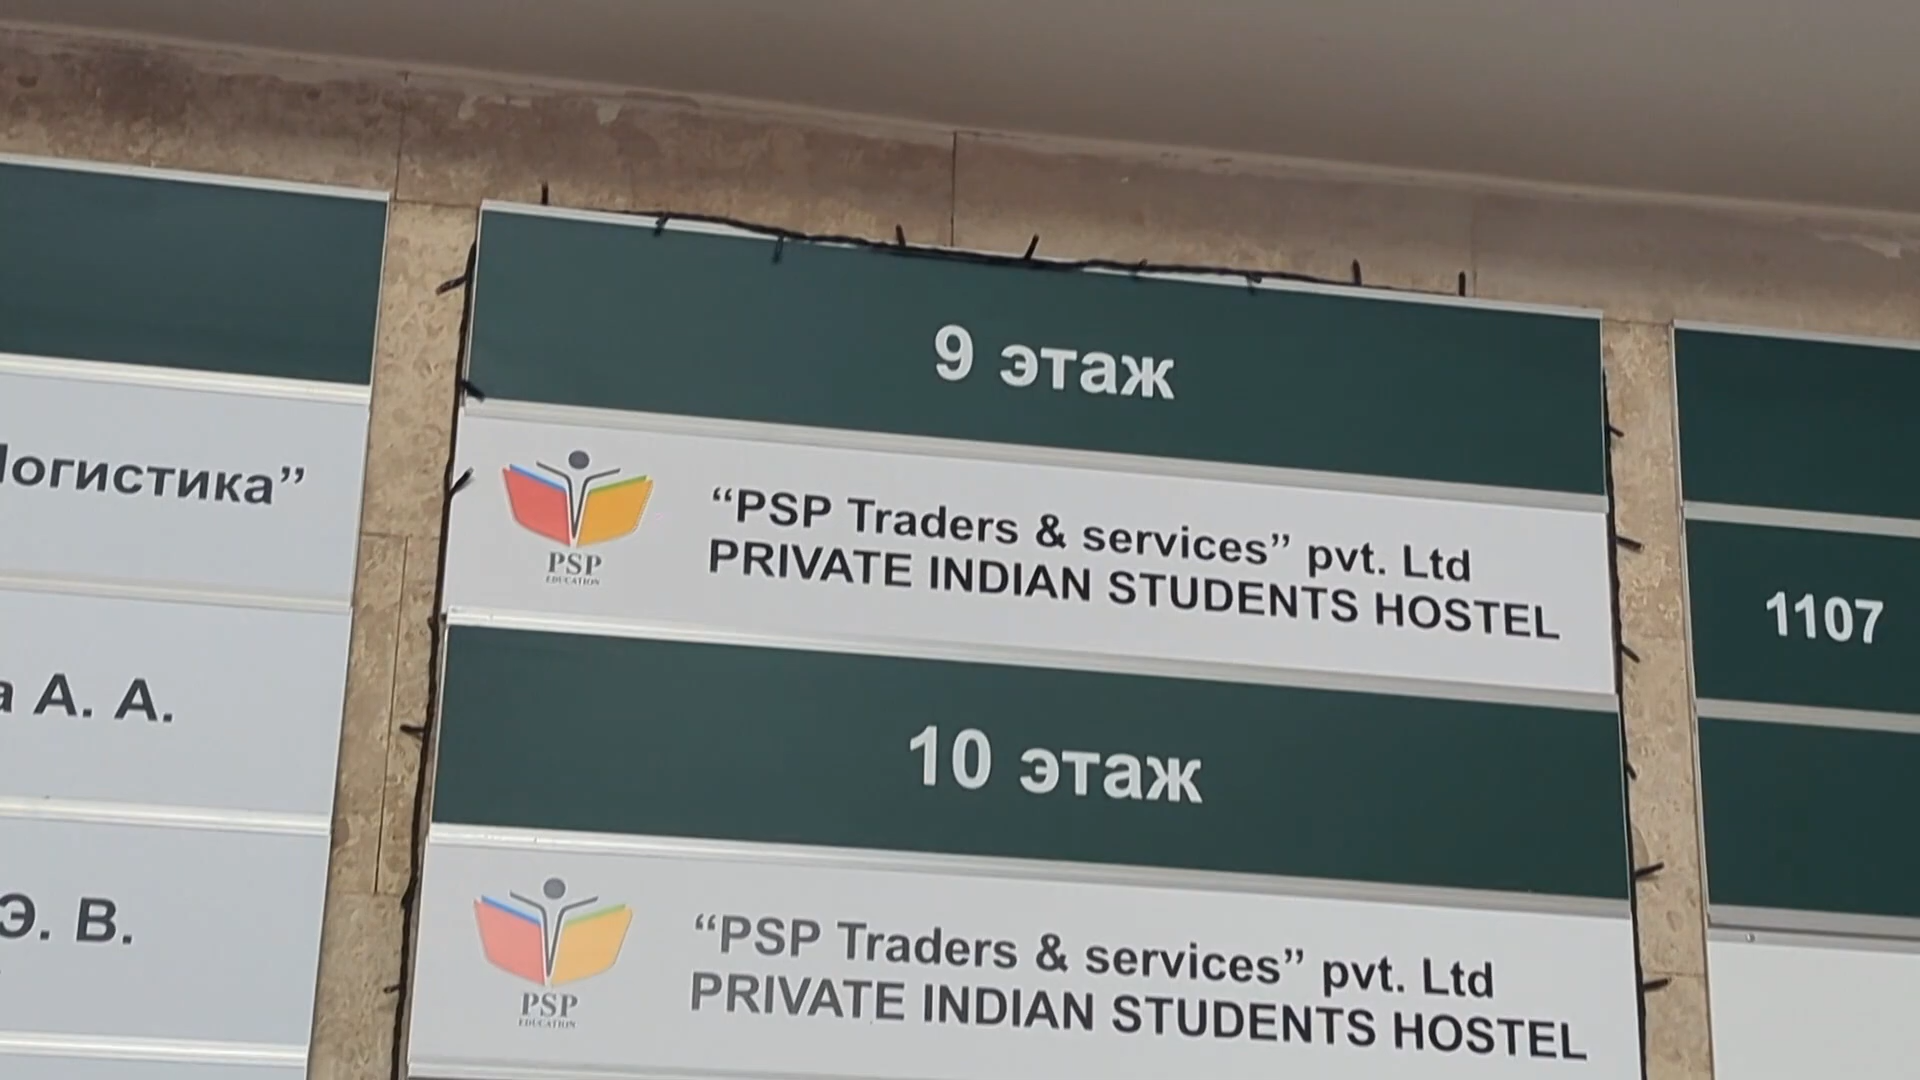 А. А.
Э. В.
9 этаж
PSP
EDUCATION
“PSP Traders & services” pvt. Ltd
PRIVATE INDIAN STUDENTS HOSTEL
10 этаж
PSP
EDUCATION
“PSP Traders & services” pvt. Ltd
PRIVATE INDIAN STUDENTS HOSTEL
1107